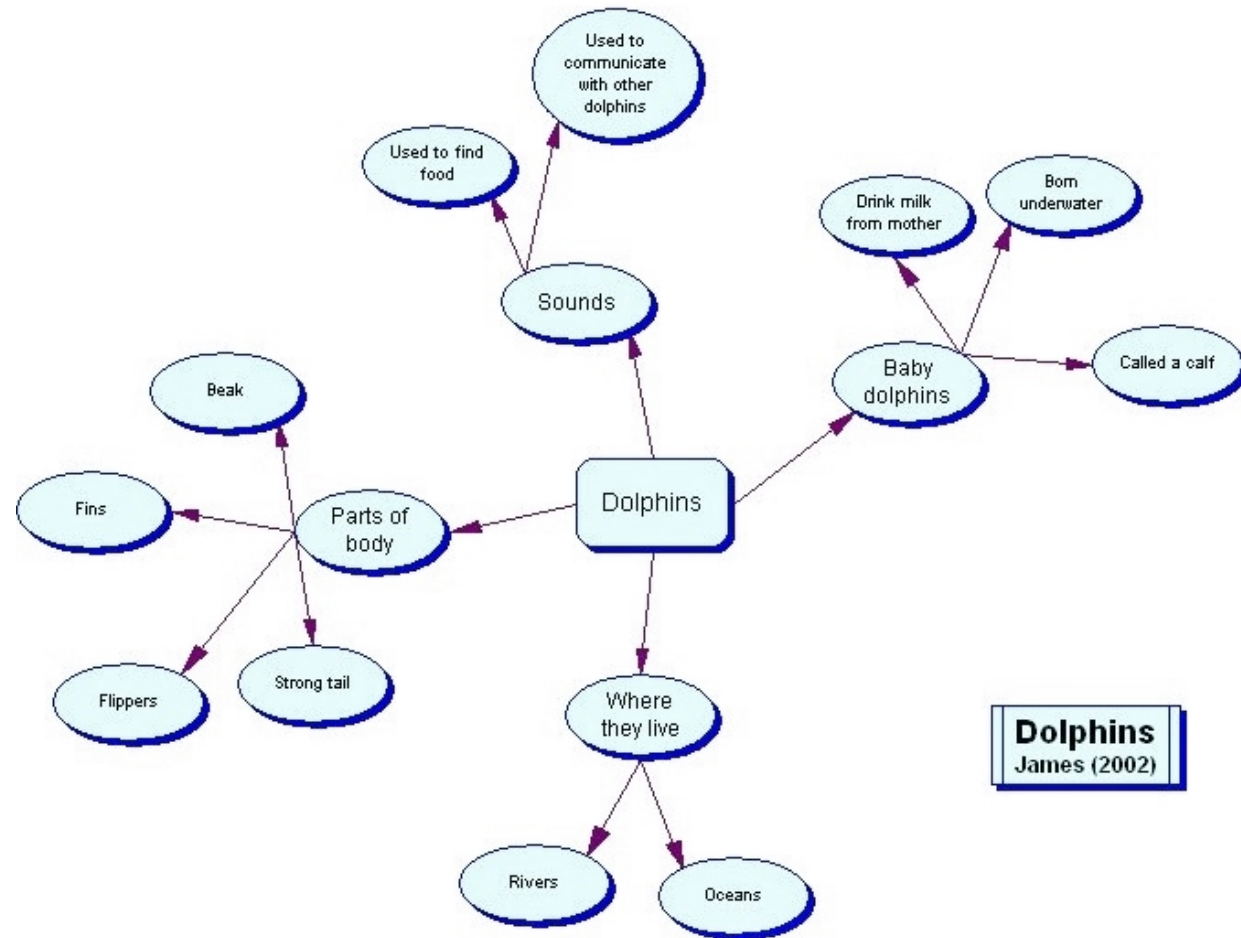 Used to
communicate
with other
dolphins
Used to find
food
Sounds
Drink milk
from mother
Born
underwater
Called a calf
Baby
dolphins
Beak
Fins
Parts of
body
Flippers
Strong tail
Dolphins
Where
they live
Rivers
Oceans
Dolphins
James (2002)